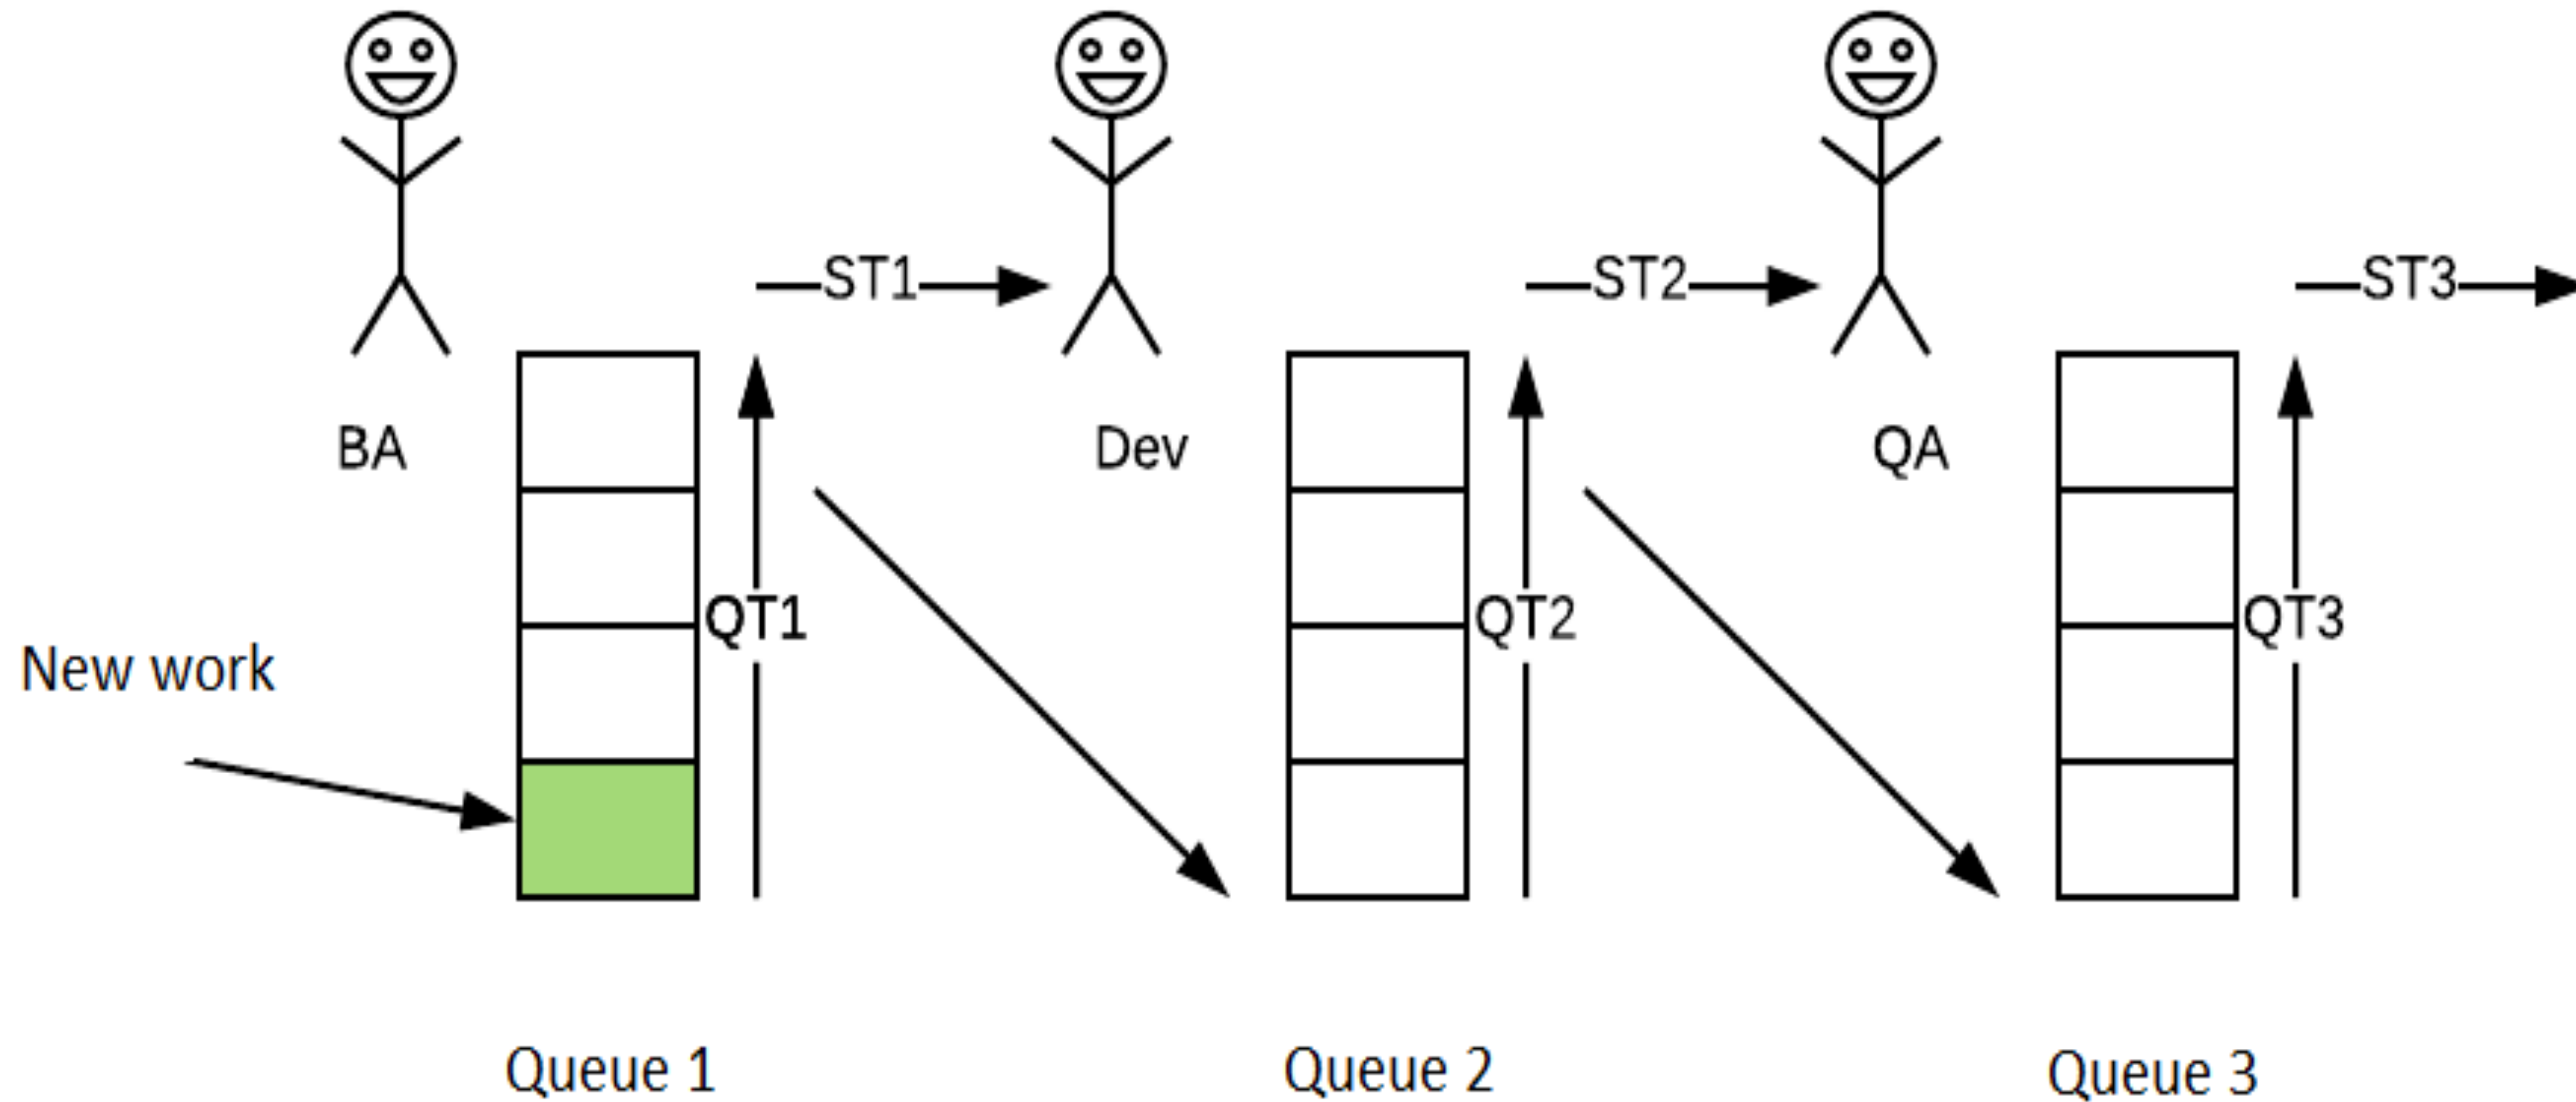 ST1
ST2
ST3
BA
Dev
QA
QT1
QT2
QT3
New work
Queue 1
Queue 2
Queue 3